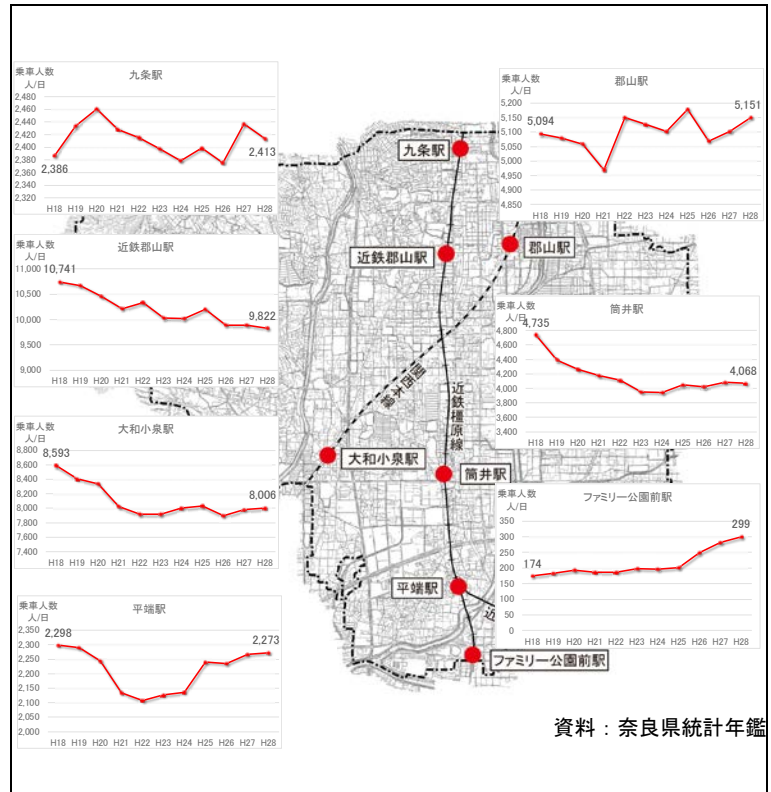 乗車人数
人/日
九条駅
2,480
2,460
2,440
2,420
2,400
2,380
2,360
2,340
2,320
2,386
2,413
H18 H19 H20 H21 H22 H23 H24 H25 H26 H27 H28
乗車人数
人/日
郡山駅
5,200
5,150
5,100
5,050
5,000
4,950
4,900
4,850
5,094
5,151
H18 H19 H20 H21 H22 H23 H24 H25 H26 H27 H28
乗車人数
人/日
近鉄郡山駅
11,000
10,500
10,000
9,500
9,000
10,741
9,822
H18 H19 H20 H21 H22 H23 H24 H25 H26 H27 H28
乗車人数
人/日
筒井駅
4,800
4,600
4,400
4,200
4,000
3,800
3,600
3,400
4,735
4,068
H18 H19 H20 H21 H22 H23 H24 H25 H26 H27 H28
乗車人数
人/日
大和小泉駅
8,800
8,600
8,400
8,200
8,000
7,800
7,600
7,400
8,593
8,006
H18 H19 H20 H21 H22 H23 H24 H25 H26 H27 H28
乗車人数
人/日
ファミリー公園前駅
350
300
250
200
150
100
50
0
174
299
H18 H19 H20 H21 H22 H23 H24 H25 H26 H27 H28
乗車人数
人/日
平端駅
2,350
2,300
2,250
2,200
2,150
2,100
2,050
2,000
2,298
2,273
H18 H19 H20 H21 H22 H23 H24 H25 H26 H27 H28
九条駅
近鉄郡山駅
郡山駅
関西本線
近鉄橿原線
大和小泉駅
筒井駅
平端駅
近
ファミリー公園前駅
資料：奈良県統計年鑑